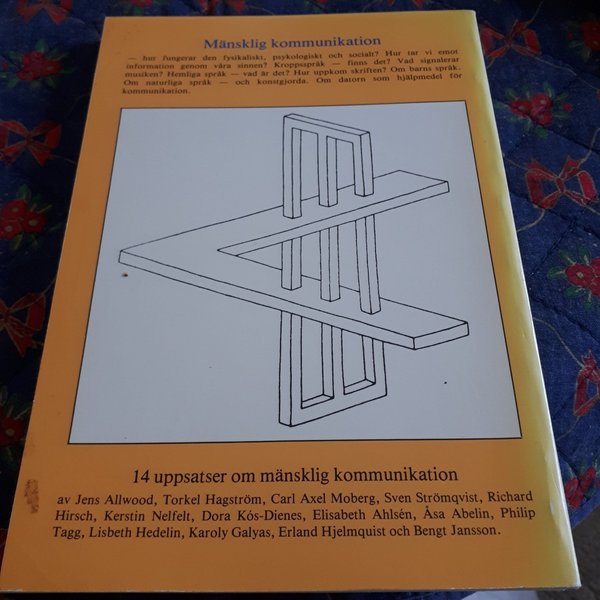 Mänsklig kommunikation
— hur fungerar den fysikaliskt, psykologiskt och socialt? Hur tar vi emot
information genom våra sinnen? Kroppsspråk — finns det? Vad signalerar
musiken? Hemliga språk — vad är det? Hur uppkom skriften? Om barns språk.
Om naturliga språk — och konstgjorda. Om datorn som hjälpmedel för
kommunikation.
14 uppsatser om mänsklig kommunikation
av Jens Allwood, Torkel Hagström, Carl Axel Moberg, Sven Strömqvist, Richard
Hirsch, Kerstin Nelfelt, Dora Kós-Dienes, Elisabeth Ahlsén, Åsa Abelin, Philip
Tagg, Lisbeth Hedelin, Karoly Galyas, Erland Hjelmquist och Bengt Jansson.